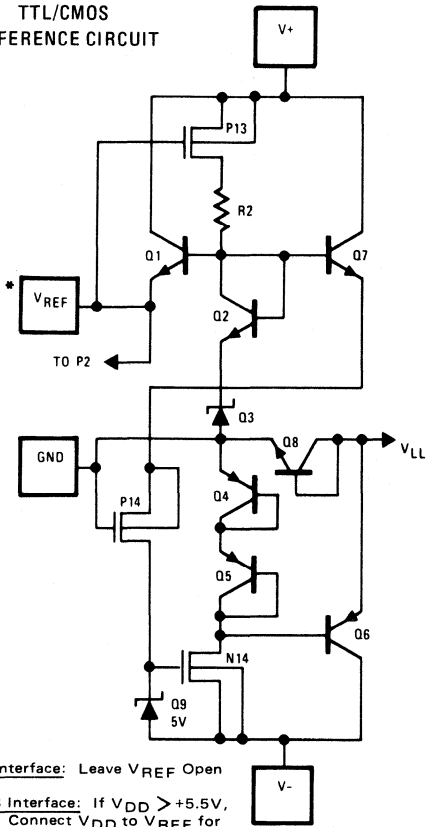 TTL/CMOS
FERENCE CIRCUIT
V+
P13
R2
Q1
Q7
* VREF
Q2
TO P2
Q3
GND
Q8
VLL
P14
Q4
Q5
Q6
N14
Q9
5V
nterface: Leave VREF Open
Interface: If VDD > +5.5V,
Connect VDD to VREF for
V-